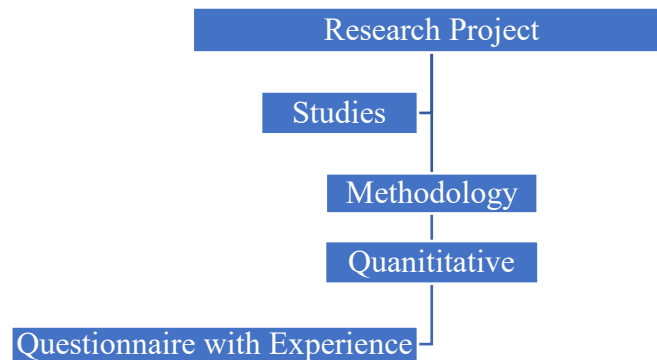 Research Project
Studies
Methodology
Quanititative
Questionnaire with Experience